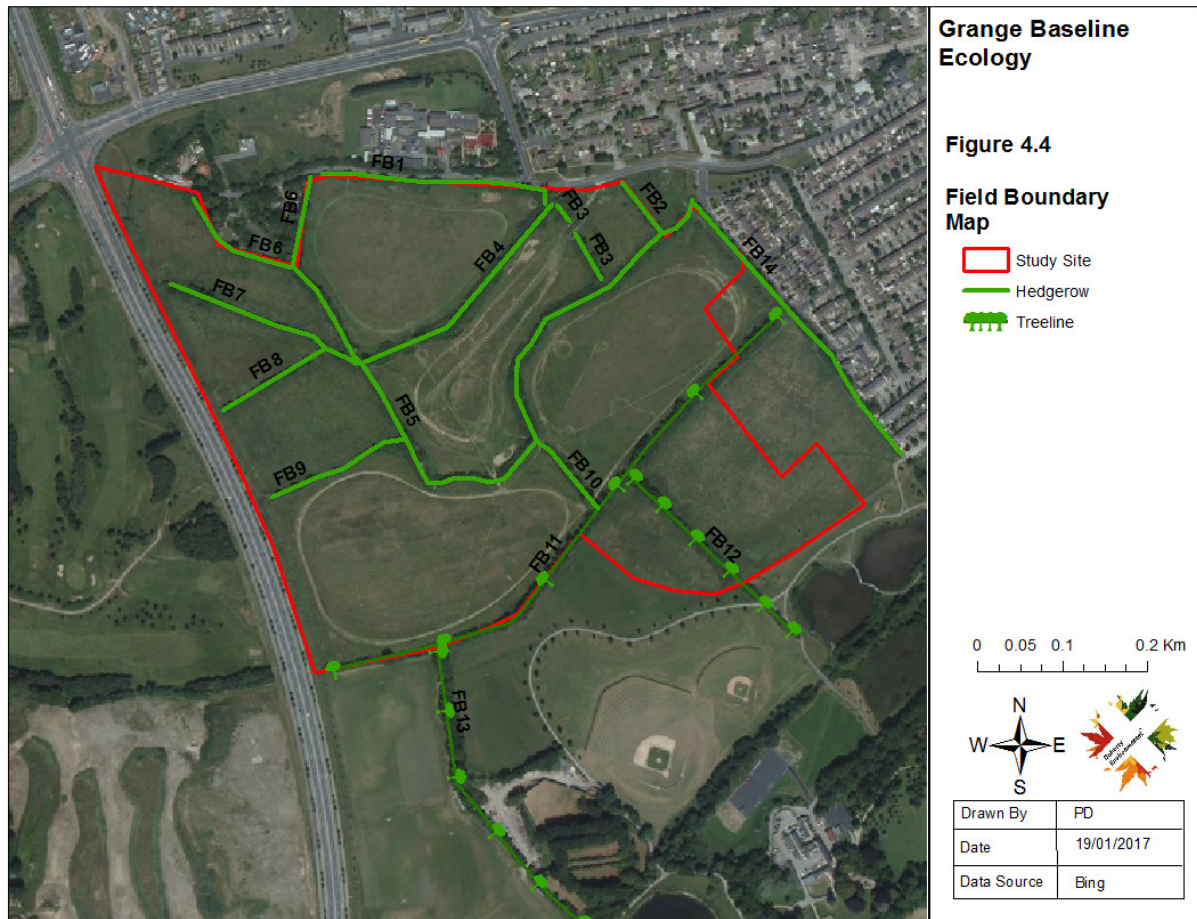 Grange Baseline
Ecology
Figure 4.4
Field Boundary
Map
Study Site
Hedgerow
Treeline
FB1
FB6
FB6
FB3
FB3
FB2
FB4
FB14
FB7
FB8
FB5
FB9
FB10
FB11
FB12
FB13
0 0.05 0.1 0.2 Km
N
W E
S
Doherty
Environmental
Drawn By PD
Date 19/01/2017
Data Source Bing